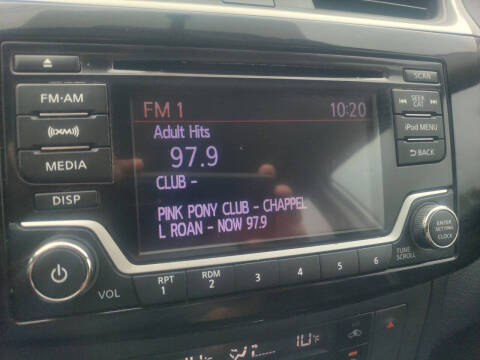 SCAN
FM·AM
FM 1
10:20
SEEK
CAT
XM
Adult Hits
97.9
iPod MENU
MEDIA
CLUB -
BACK
DISP
PINK PONY CLUB - CHAPPEL
L ROAN - NOW 97.9
ENTER
SETTING
CLOCK
TUNE
SCROLL
VOL
RPT
1
RDM
2
3
4
5
6